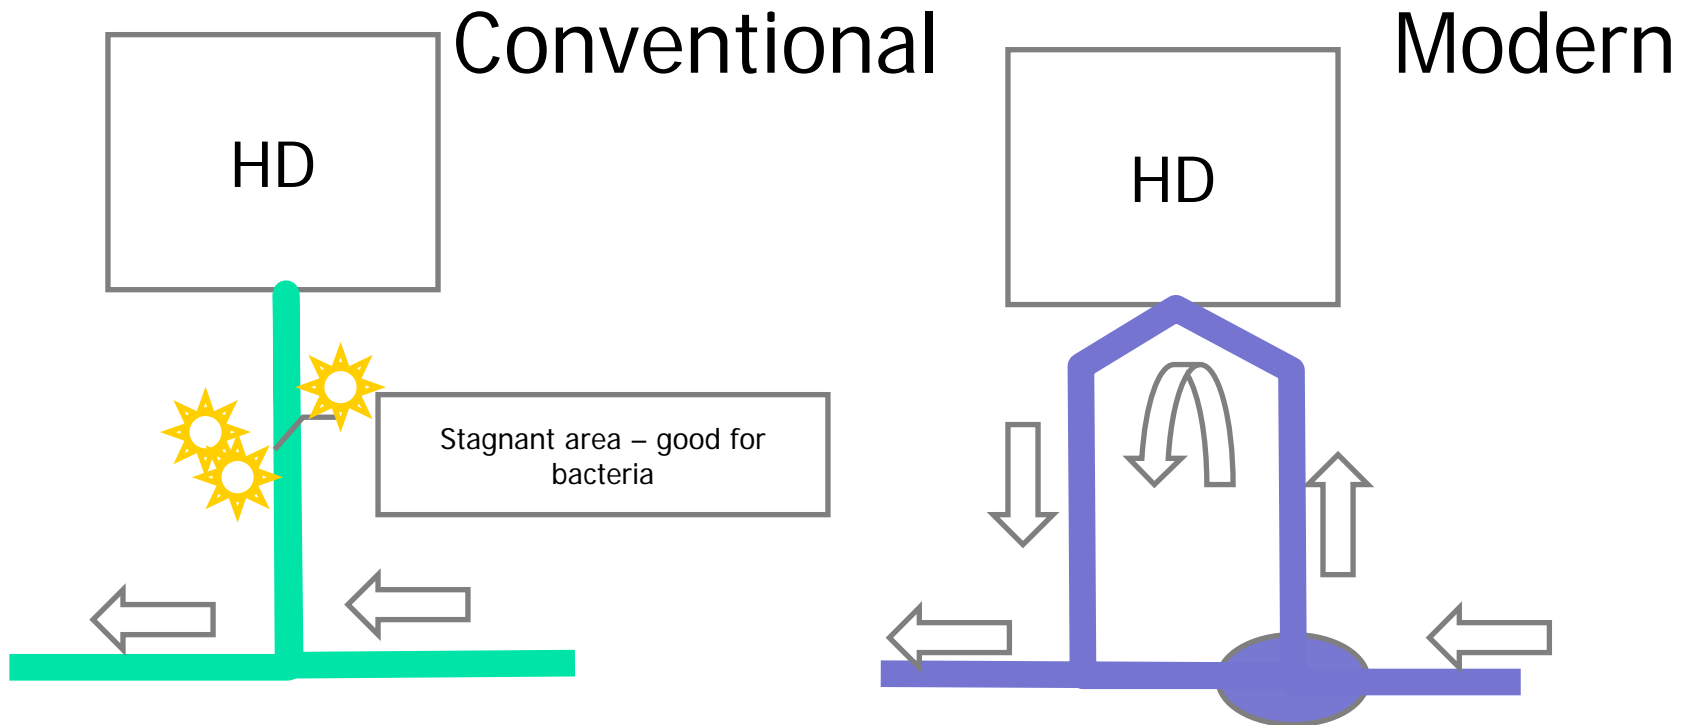 Conventional
Modern
HD
HD
Stagnant area – good for
bacteria